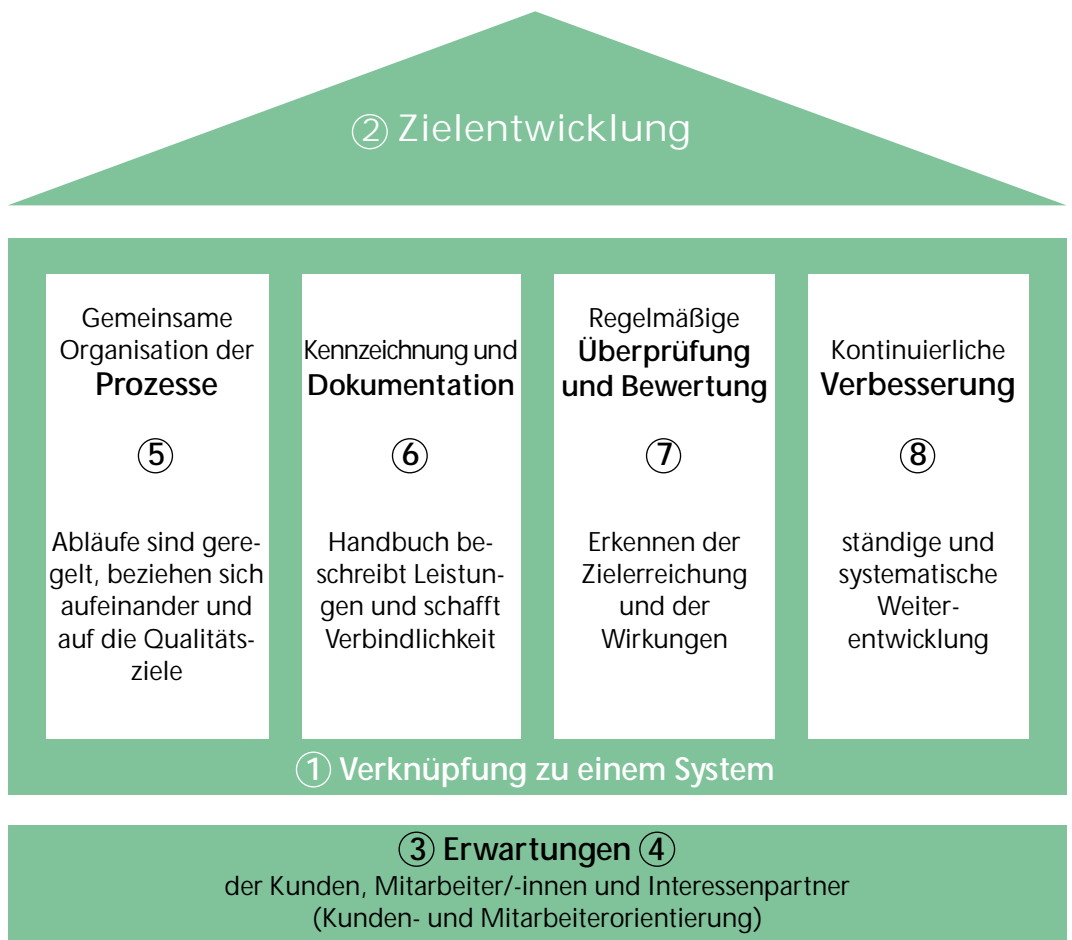 ② Zielentwicklung
Gemeinsame
Organisation der
Prozesse
⑤
Abläufe sind gere-
gelt, beziehen sich
aufeinander und
auf die Qualitäts-
ziele
Kennzeichnung und
Dokumentation
⑥
Handbuch be-
schreibt Leistun-
gen und schafft
Verbindlichkeit
Regelmäßige
Überprüfung
und Bewertung
⑦
Erkennen der
Zielerreichung
und der
Wirkungen
Kontinuierliche
Verbesserung
⑧
ständige und
systematische
Weiter-
entwicklung
① Verknüpfung zu einem System
③ Erwartungen ④
der Kunden, Mitarbeiter/-innen und Interessenpartner
(Kunden- und Mitarbeiterorientierung)